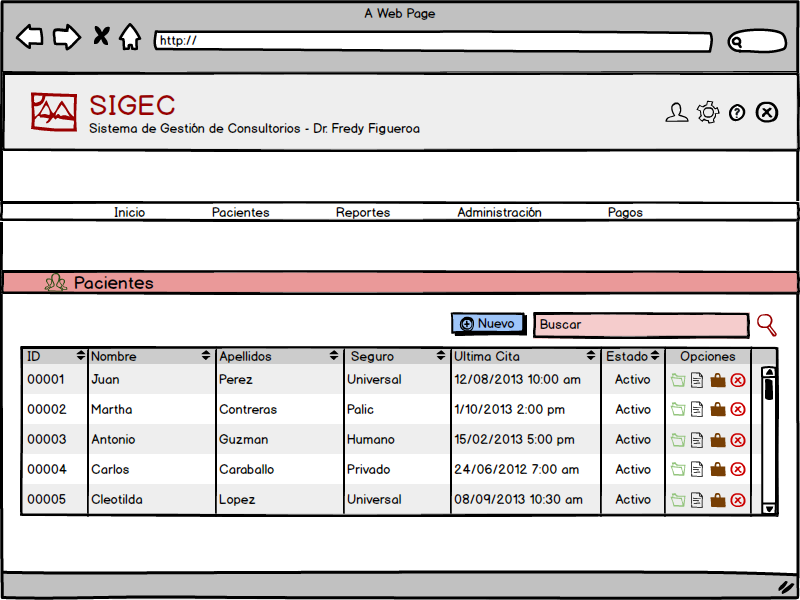 A Web Page
http://
SIGEC
Sistema de Gestión de Consultorios - Dr. Fredy Figueroa
?
Inicio Pacientes Reportes Administración Pagos
Pacientes
Nuevo Buscar
ID Nombre Apellidos Seguro Ultima Cita Estado Opciones
00001 Juan Perez Universal 12/08/2013 10:00 am Activo
00002 Martha Contreras Palic 1/10/2013 2:00 pm Activo
00003 Antonio Guzman Humano 15/02/2013 5:00 pm Activo
00004 Carlos Caraballo Privado 24/06/2012 7:00 am Activo
00005 Cleotilda Lopez Universal 08/09/2013 10:30 am Activo